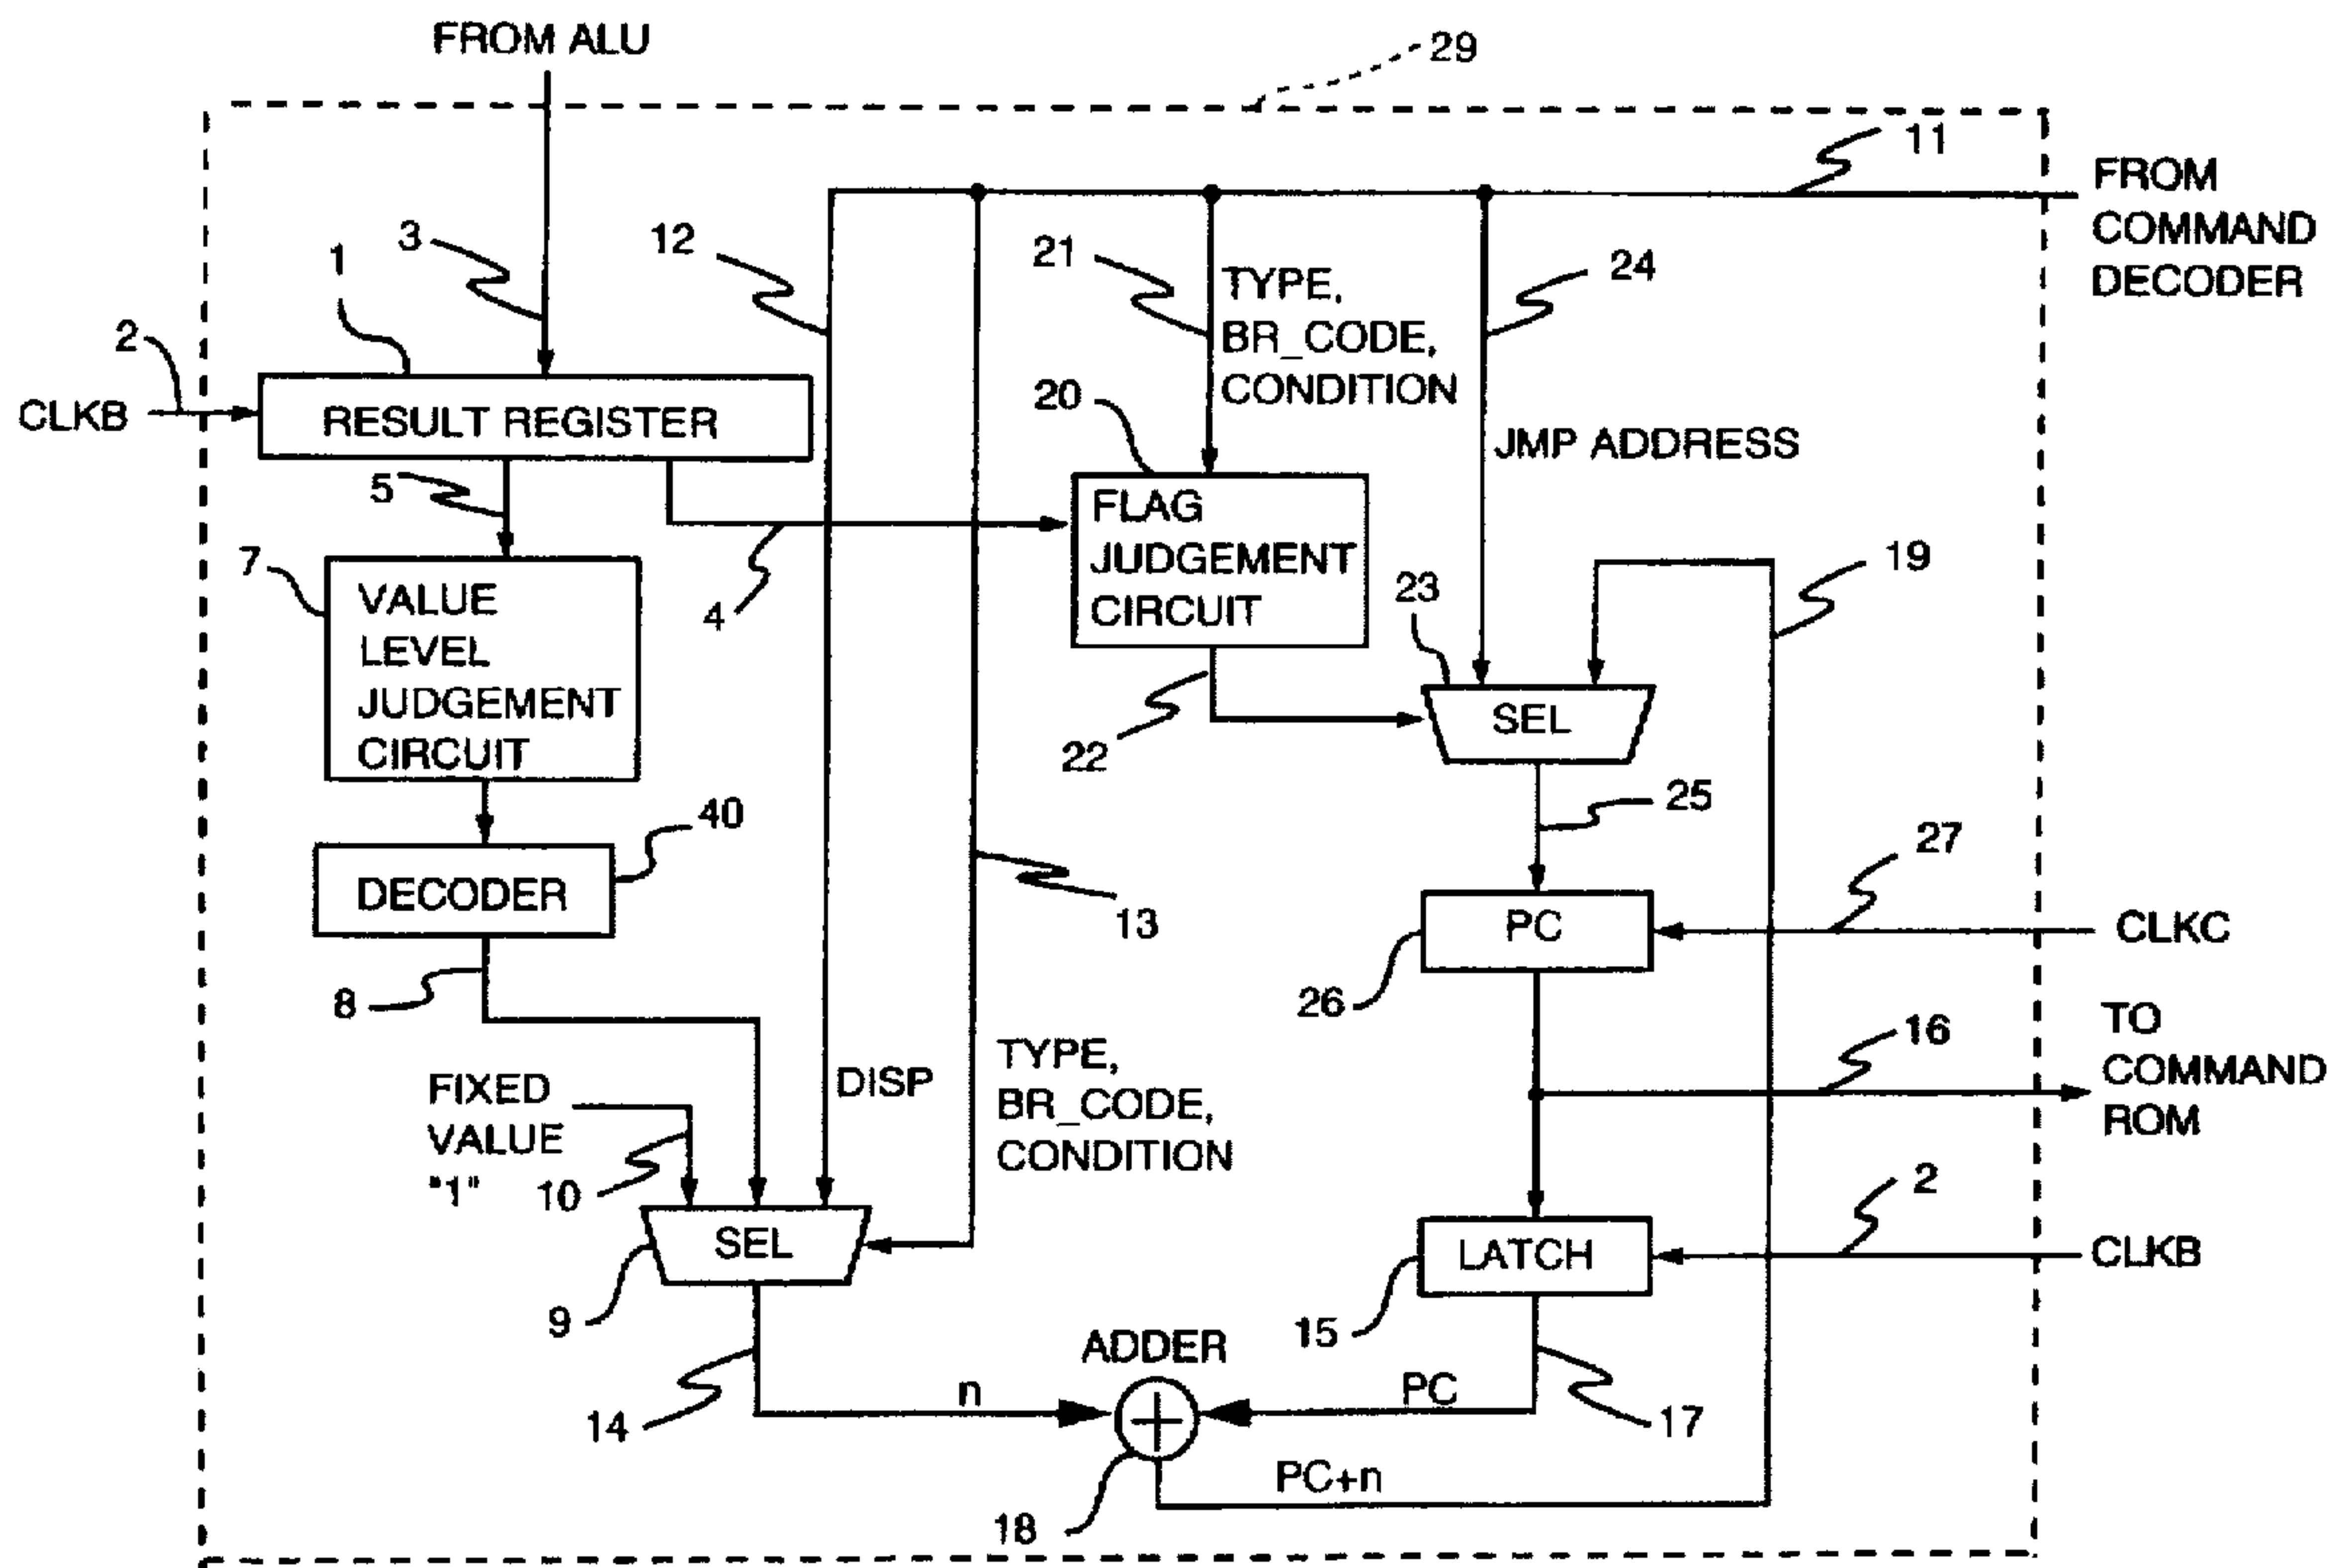 FROM ALU
29
11
FROM
COMMAND
DECODER
3
12
1
21
TYPE,
BR_CODE,
CONDITION
24
2
CLKB
RESULT REGISTER
20
JMP ADDRESS
5
4
FLAG
JUDGEMENT
CIRCUIT
19
7
VALUE
LEVEL
JUDGEMENT
CIRCUIT
23
SEL
22
25
40
DECODER
13
27
PC
CLKC
26
8
16
TO
COMMAND
ROM
FIXED
VALUE
"1"
10
DISP
TYPE,
BR_CODE,
CONDITION
2
SEL
LATCH
CLKB
9
15
ADDER
14
n
PC
17
PC+n
18